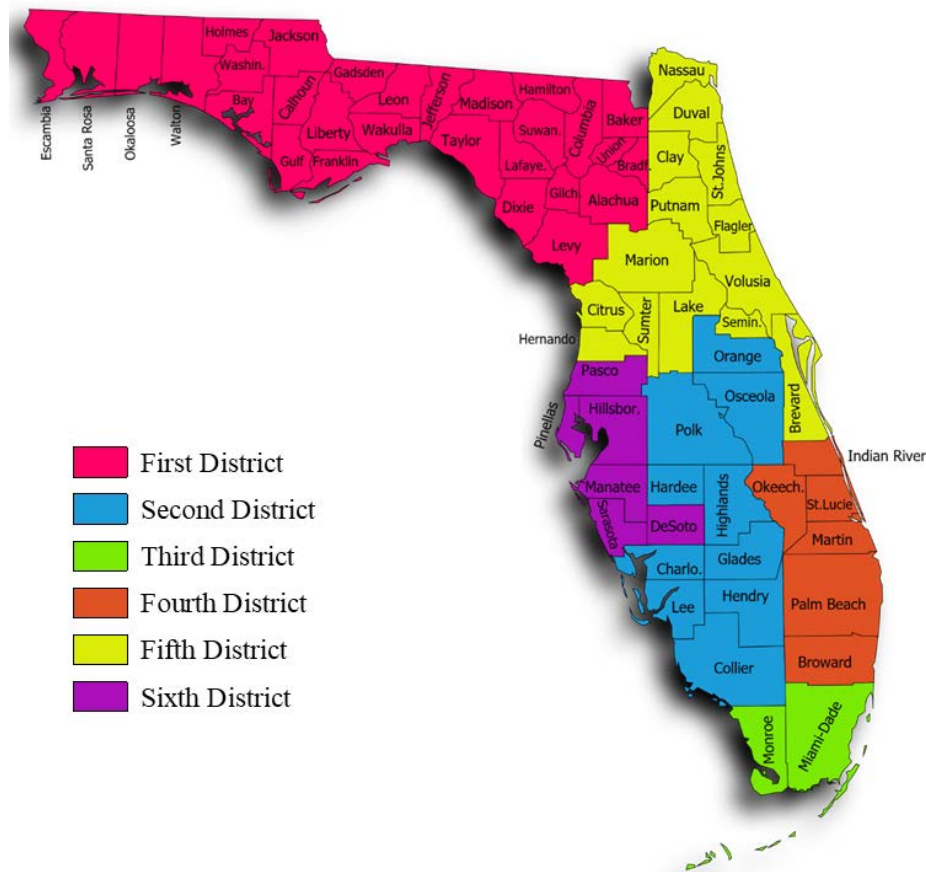 Holmes
Jackson
Washin.
Bay
Calhoun
Gadsden
Leon
Liberty
Wakulla
Gulf
Franklin
Jefferson
Madison
Taylor
Hamilton
Suwan.
Columbia
Baker
Union
Bradf.
Lafaye.
Gilch.
Alachua
Dixie
Levy
Escambia
Santa Rosa
Okaloosa
Walton
Nassau
Duval
Clay
St.Johns
Putnam
Flagler
Marion
Volusia
Citrus
Sumter
Lake
Semin.
Hernando
Orange
Pasco
Osceola
Brevard
Pinellas
Hillsbor.
Polk
Indian River
Manatee
Hardee
Highlands
Okeech.
St.Lucie
Sarasota
DeSoto
Martin
Charlo.
Glades
Lee
Hendry
Palm Beach
Collier
Broward
Monroe
Miami-Dade
First District
Second District
Third District
Fourth District
Fifth District
Sixth District